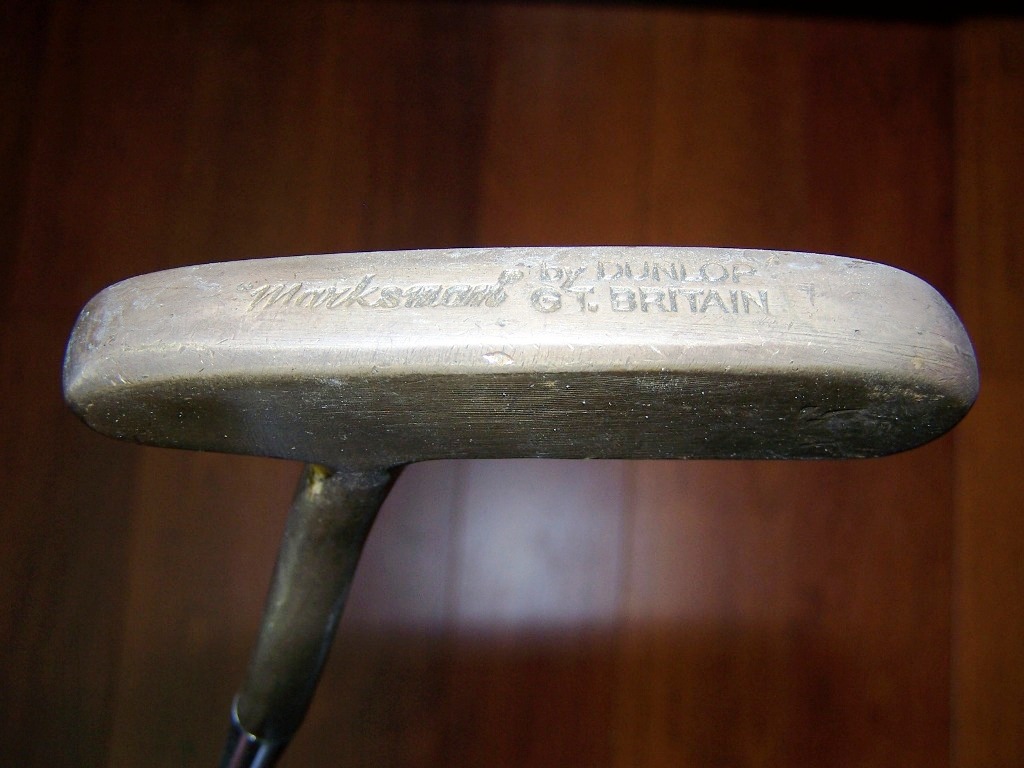 "Marksman" by DUNLOP
GT. BRITAIN